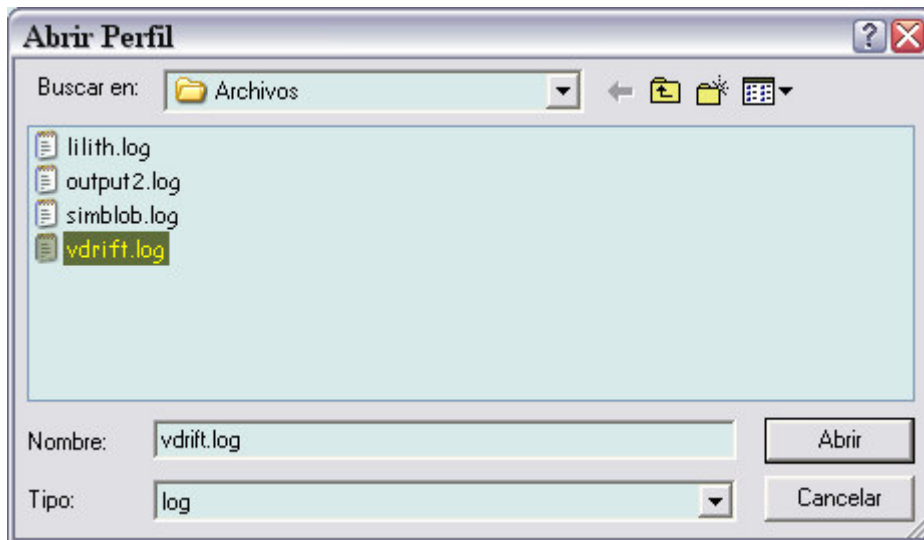 Abrir Perfil
Buscar en: Archivos
lilith.log
output2.log
simblob.log
vdrift.log
Nombre: vdrift.log Abrir
Tipo: log Cancelar